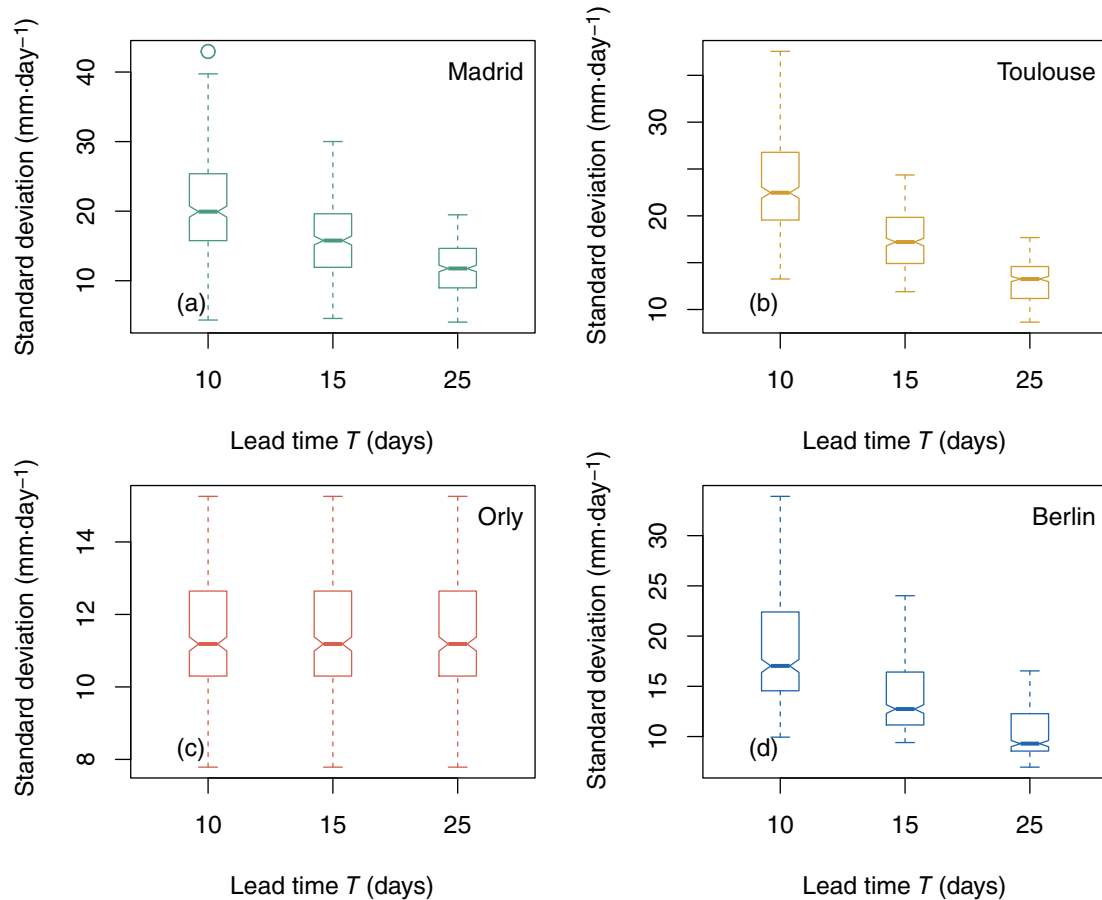 Standard deviation (mm·day⁻¹)
40
30
20
10
Madrid
(a)
10 15 25
Lead time T (days)
Standard deviation (mm·day⁻¹)
30
20
10
Toulouse
(b)
10 15 25
Lead time T (days)
Standard deviation (mm·day⁻¹)
14
12
10
8
Orly
(c)
10 15 25
Lead time T (days)
Standard deviation (mm·day⁻¹)
30
25
20
15
10
Berlin
(d)
10 15 25
Lead time T (days)